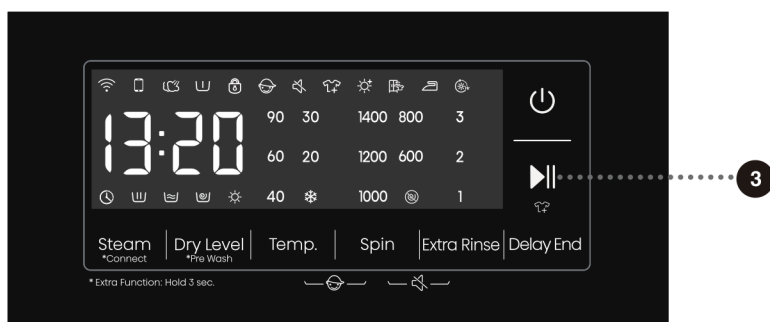 90 30 1400 800 3
13:20
60 20 1200 600 2
3
40 1000 1
Steam Dry Level Temp. Spin Extra Rinse Delay End
*Connect *Pre Wash
* Extra Function: Hold 3 sec.